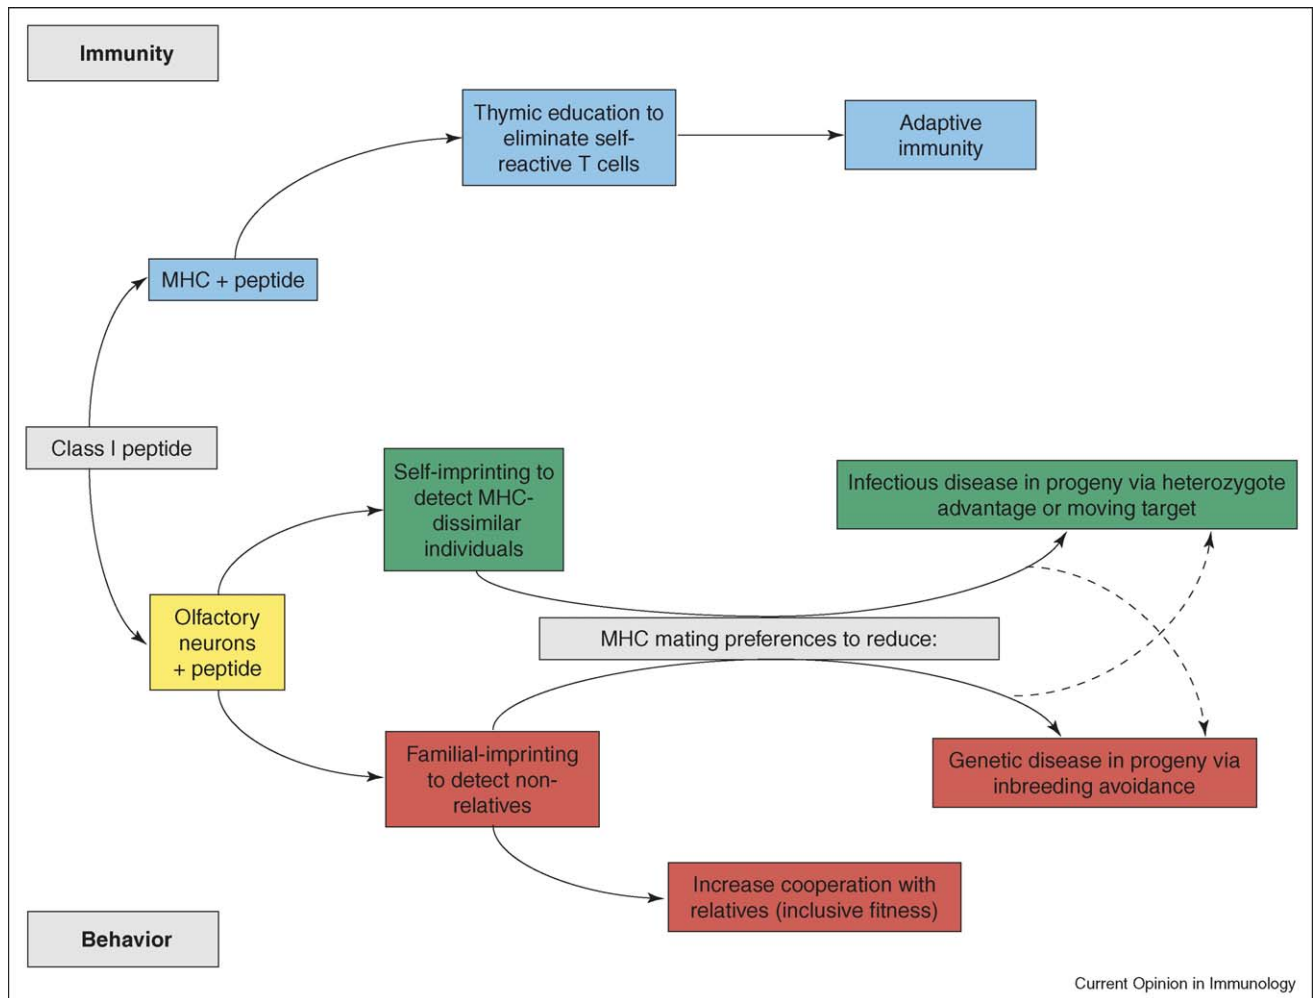 Immunity
Thymic education to
eliminate self-
reactive T cells
Adaptive
immunity
MHC + peptide
Class I peptide
Self-imprinting to
detect MHC-
dissimilar
individuals
Infectious disease in progeny via heterozygote
advantage or moving target
Olfactory
neurons
+ peptide
MHC mating preferences to reduce:
Familial-imprinting
to detect non-
relatives
Genetic disease in progeny via
inbreeding avoidance
Increase cooperation with
relatives (inclusive fitness)
Behavior
Current Opinion in Immunology